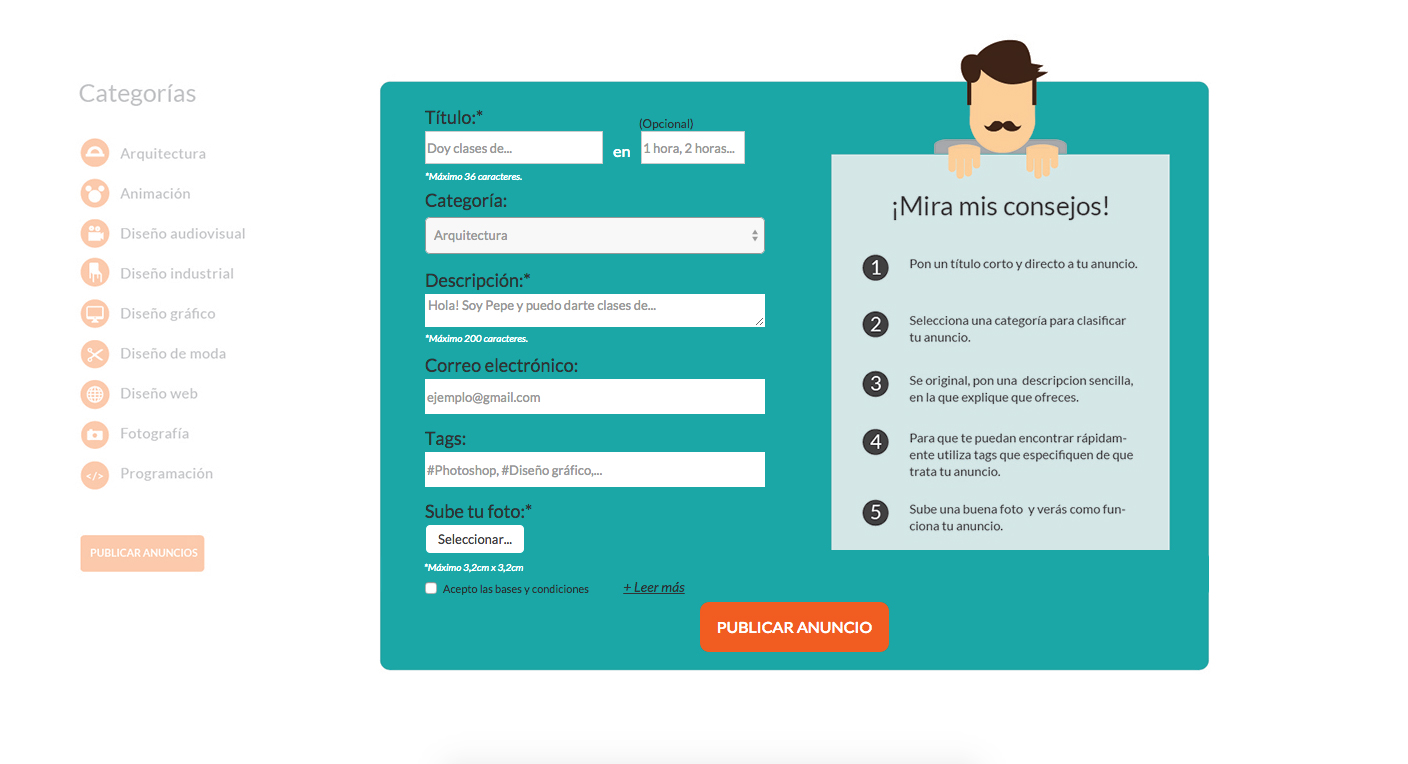 Categorías
Arquitectura
Animación
Diseño audiovisual
Diseño industrial
Diseño gráfico
Diseño de moda
Diseño web
Fotografía
</>
Programación
PUBLICAR ANUNCIOS
Título:*
(Opcional)
Doy clases de...
en
1 hora, 2 horas...
*Máximo 36 caracteres.
Categoría:
Arquitectura
Descripción:*
Hola! Soy Pepe y puedo darte clases de...
*Máximo 200 caracteres.
Correo electrónico:
ejemplo@gmail.com
Tags:
#Photoshop, #Diseño gráfico,...
Sube tu foto:*
Seleccionar...
*Máximo 3,2cm x 3,2cm
Acepto las bases y condiciones
+ Leer más
PUBLICAR ANUNCIO
¡Mira mis consejos!
1
Pon un título corto y directo a tu anuncio.
2
Selecciona una categoría para clasificar
tu anuncio.
3
Se original, pon una descripcion sencilla,
en la que explique que ofreces.
4
Para que te puedan encontrar rápidam-
ente utiliza tags que especifiquen de que
trata tu anuncio.
5
Sube una buena foto y verás como fun-
ciona tu anuncio.